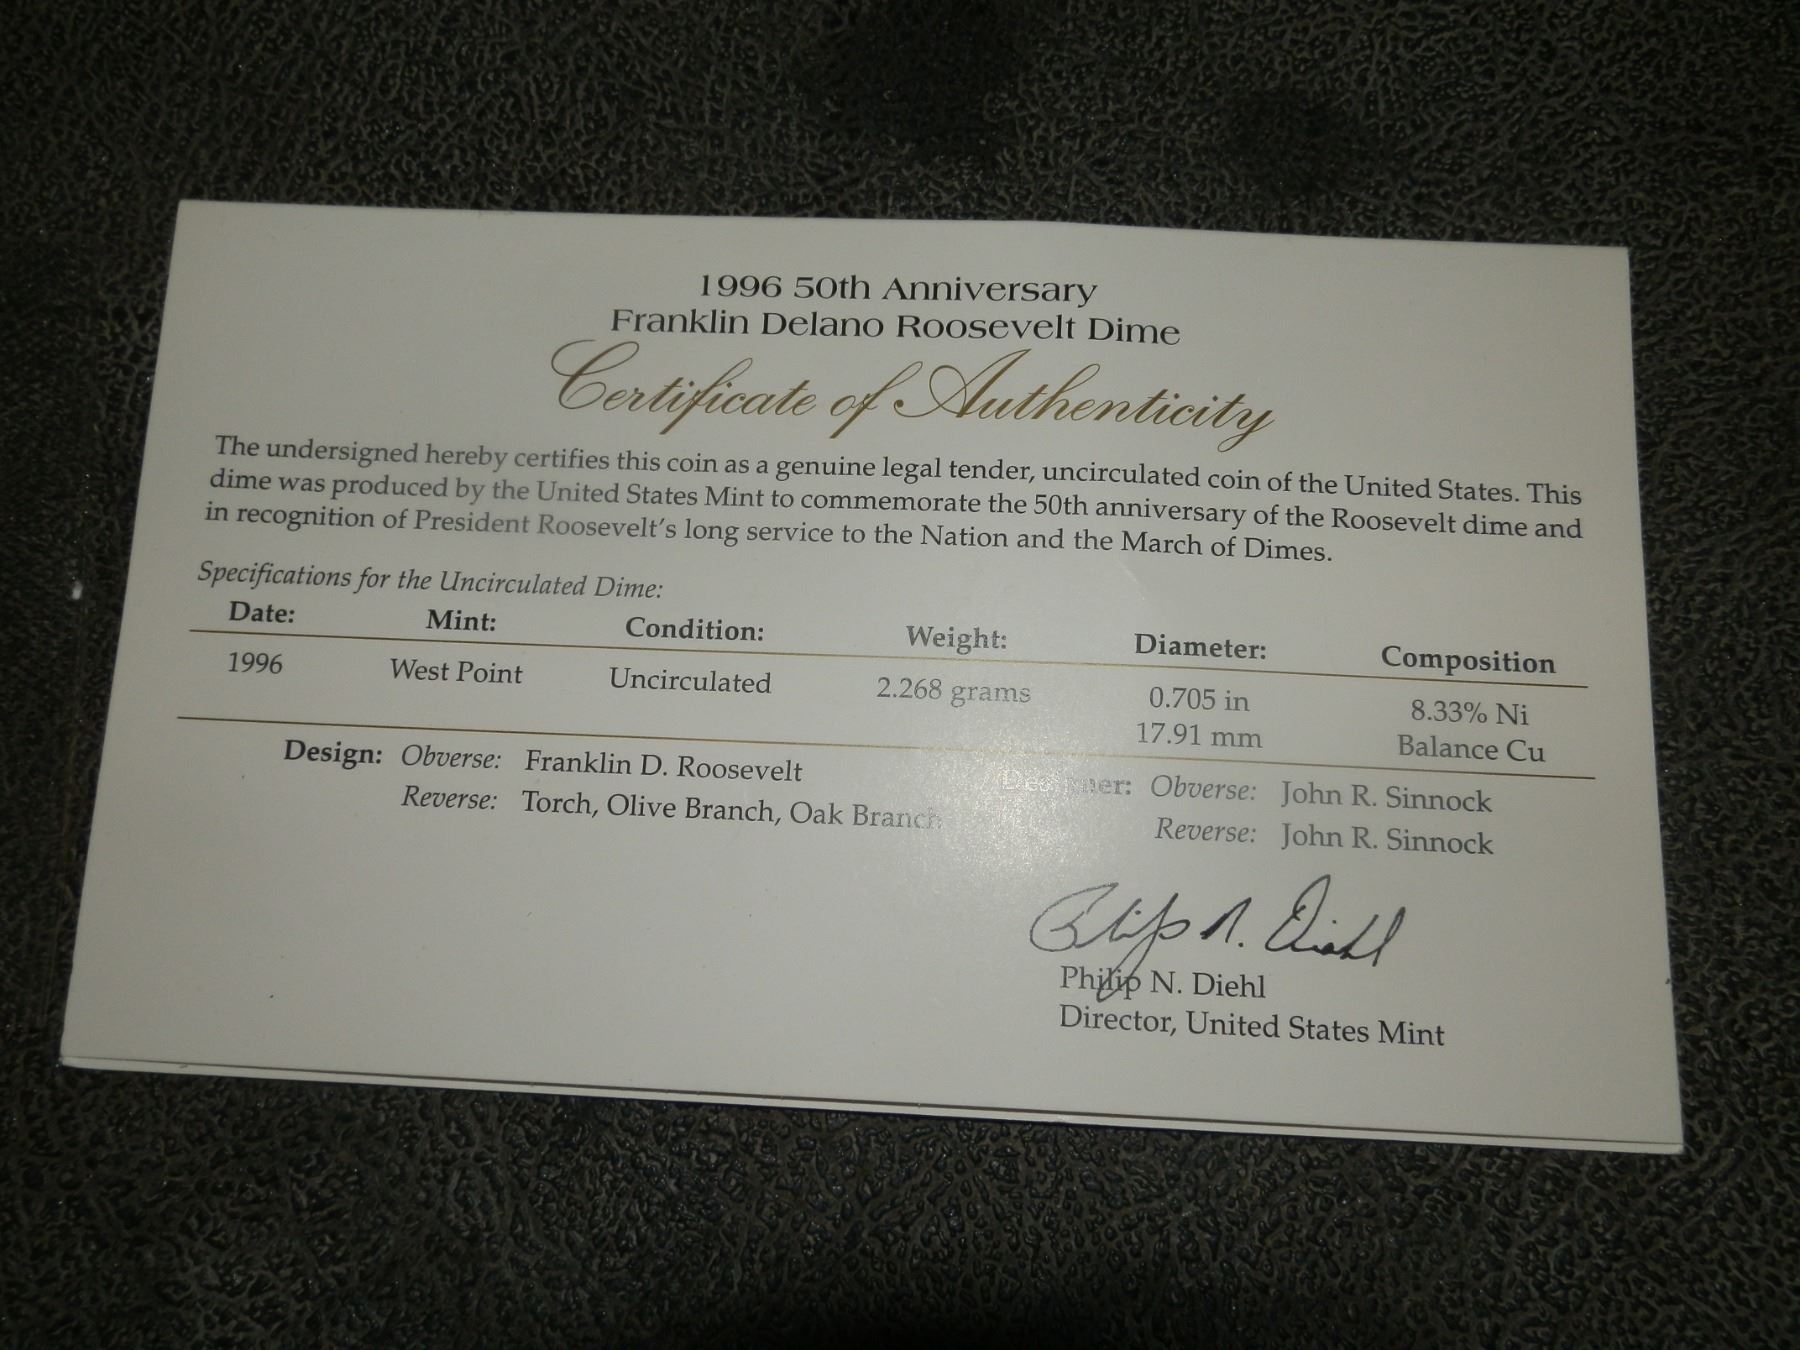 1996 50th Anniversary
Franklin Delano Roosevelt Dime
Certificate of Authenticity
The undersigned hereby certifies this coin as a genuine legal tender, uncirculated coin of the United States. This
dime was produced by the United States Mint to commemorate the 50th anniversary of the Roosevelt dime and
in recognition of President Roosevelt's long service to the Nation and the March of Dimes.
Specifications for the Uncirculated Dime:
Date: Mint: Condition: Weight: Diameter: Composition
1996 West Point Uncirculated 2.268 grams 0.705 in 8.33% Ni
17.91 mm Balance Cu
Design: Obverse: Franklin D. Roosevelt Designer: Obverse: John R. Sinnock
Reverse: Torch, Olive Branch, Oak Branch Reverse: John R. Sinnock
Philip N. Diehl
Philip N. Diehl
Director, United States Mint